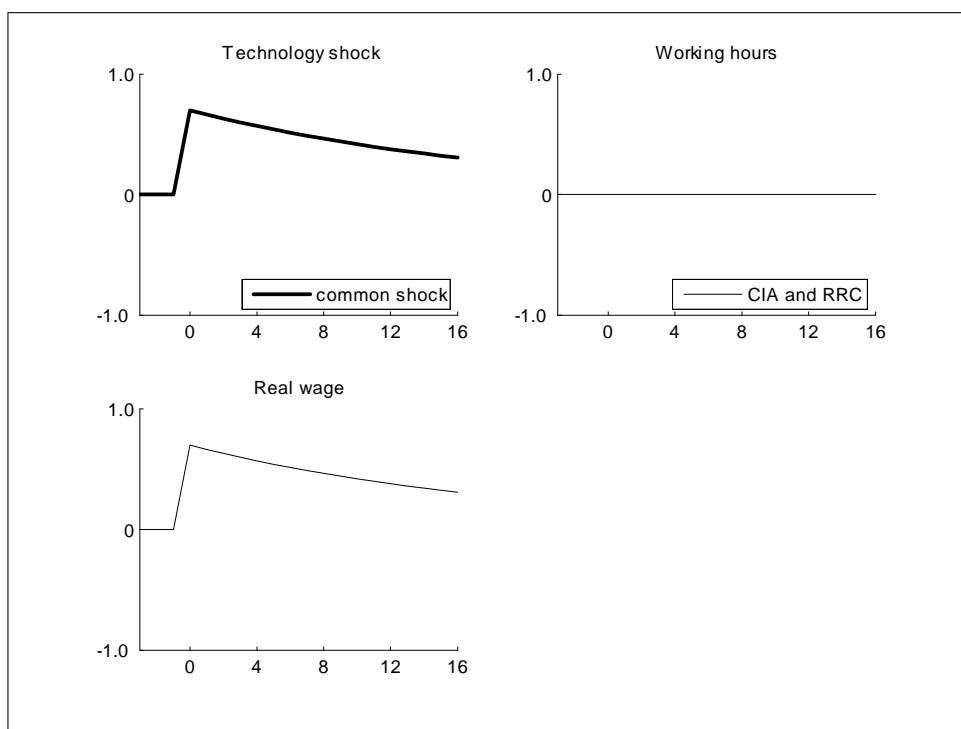 Technology shock
1.0
0
-1.0
common shock
0 4 8 12 16
Working hours
1.0
0
-1.0
CIA and RRC
0 4 8 12 16
Real wage
1.0
0
-1.0
0 4 8 12 16